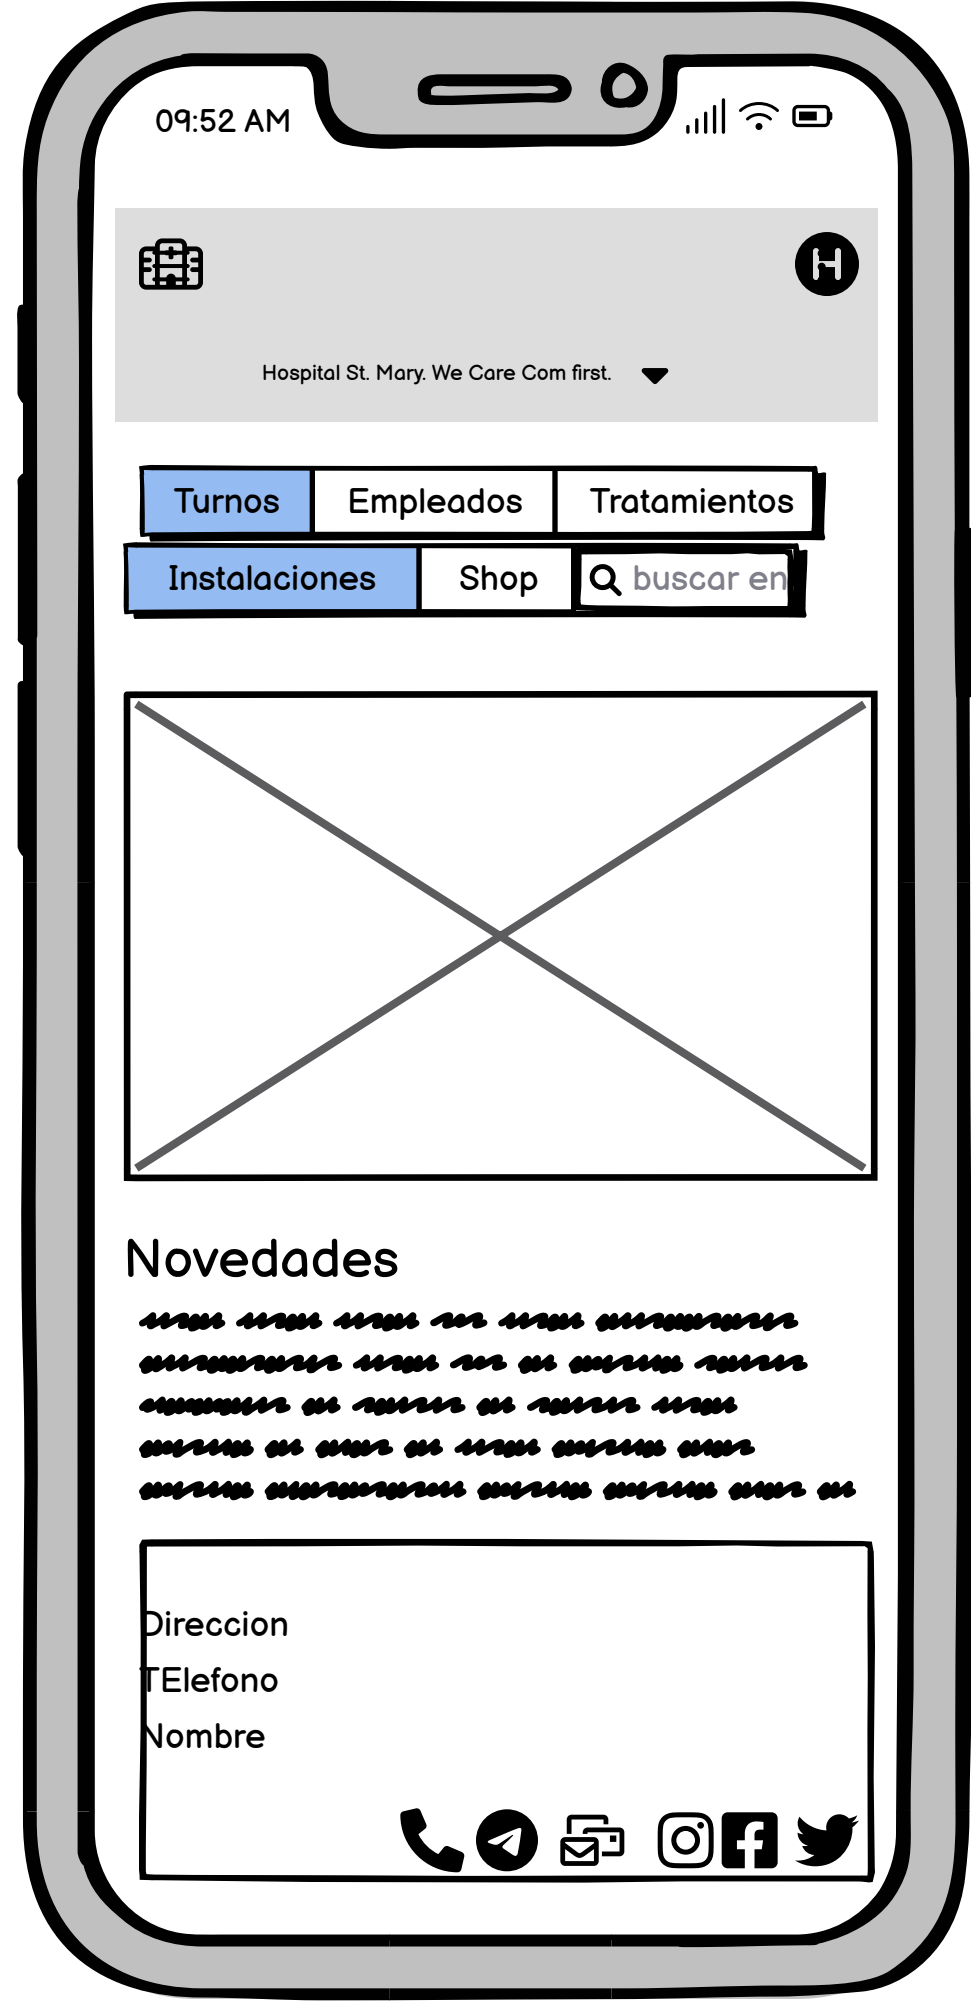 09:52 AM
H
Hospital St. Mary. We Care Com first.
Turnos Empleados Tratamientos
Instalaciones Shop buscar en
Novedades
Direccion
TElefono
Nombre